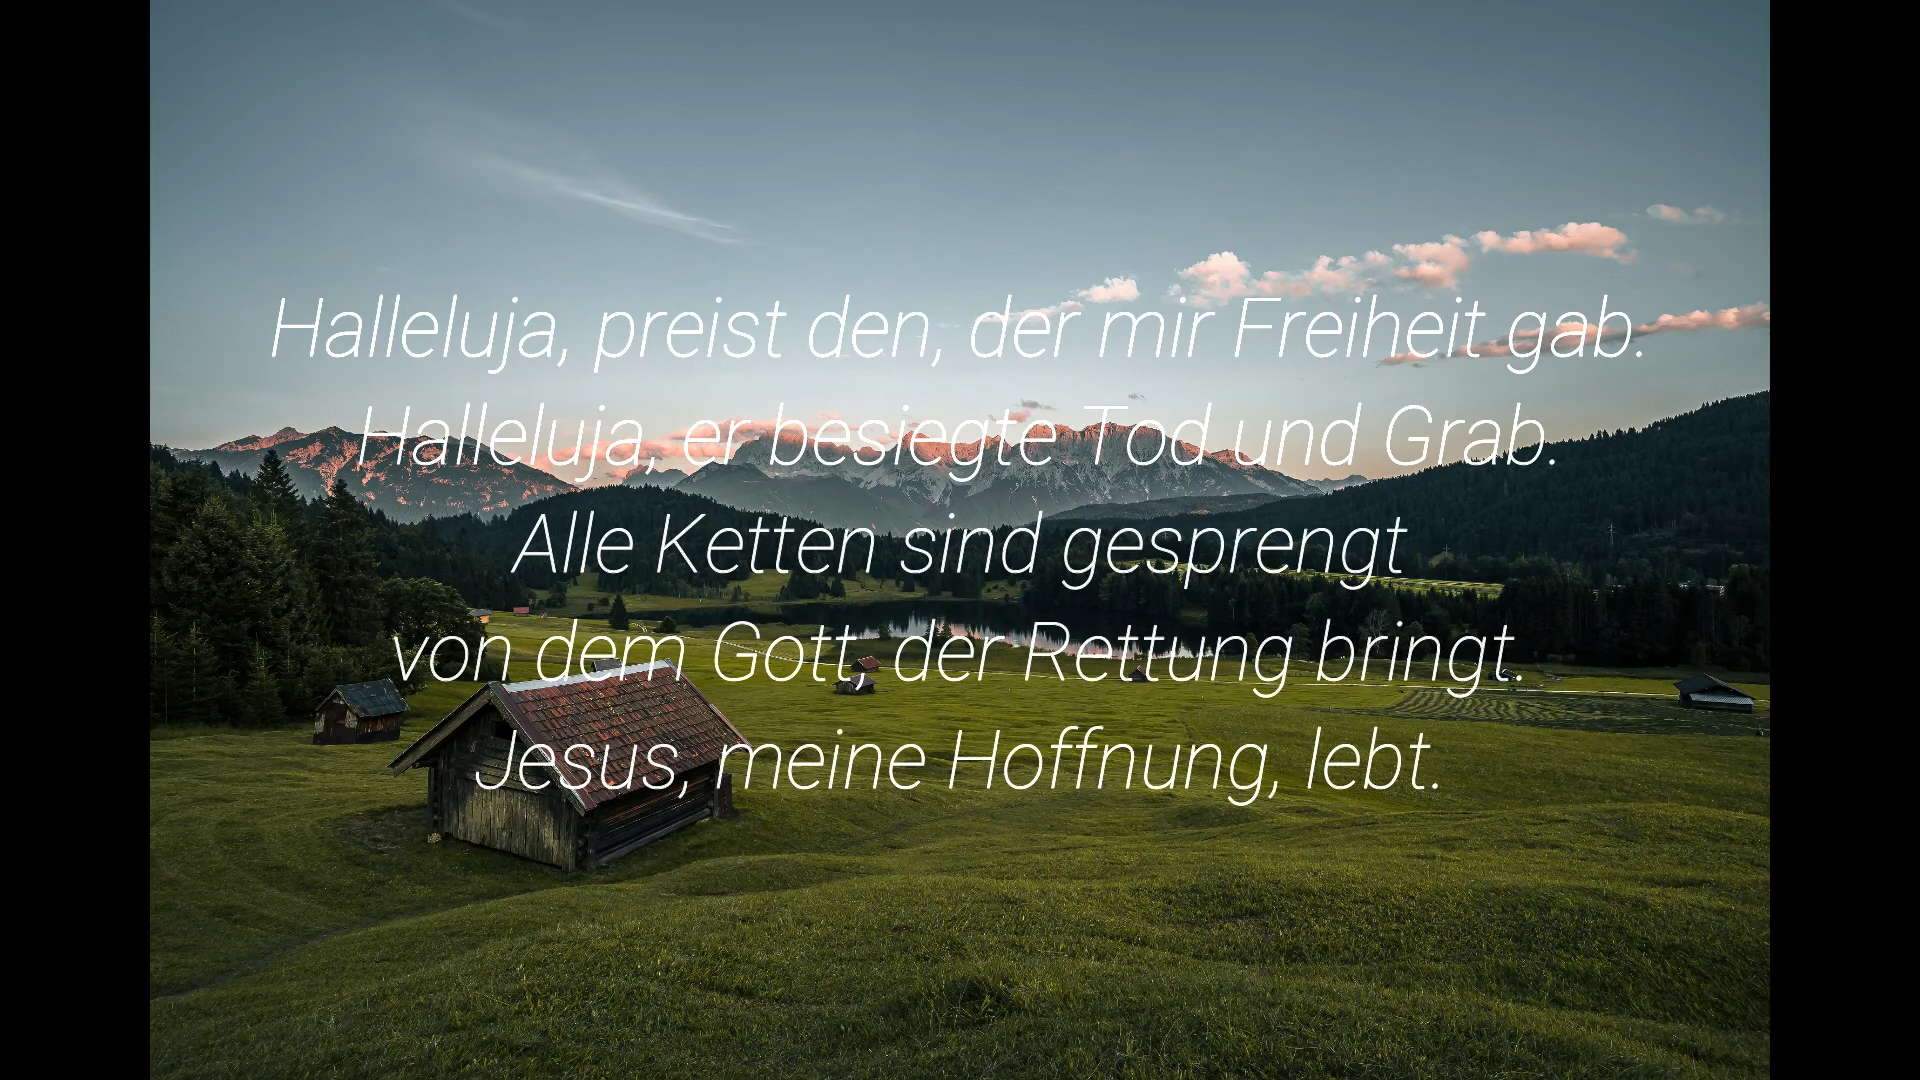 Halleluja, preist den, der mir Freiheit gab.
Halleluja, er besiegte Tod und Grab.
Alle Ketten sind gesprengt
von dem Gott, der Rettung bringt.
Jesus, meine Hoffnung, lebt.